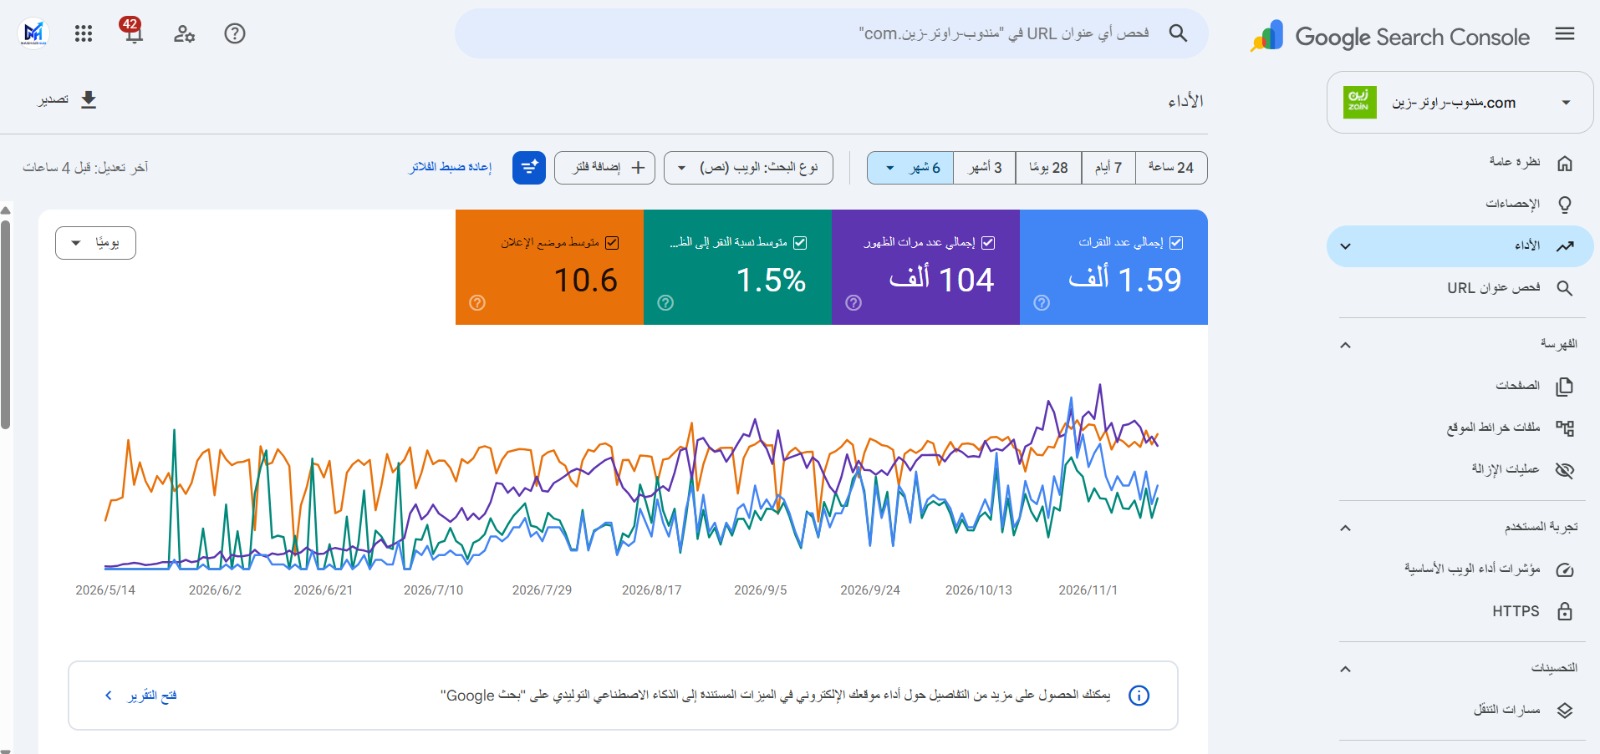 Google Search Console
فحص أي عنوان URL في "مندوب-راوتر-زين.com"
42
مندوب-راوتر-زين.com
زين
ZAIN
الأداء
تصدير
24 ساعة
7 أيام
28 يومًا
3 أشهر
6 شهر
نوع البحث: الويب (نص)
إضافة فلتر
إعادة ضبط الفلاتر
آخر تعديل: قبل 4 ساعات
نظرة عامة
الإحصاءات
الأداء
فحص عنوان URL
الفهرسة
الصفحات
ملفات خرائط الموقع
عمليات الإزالة
تجربة المستخدم
مؤشرات أداء الويب الأساسية
HTTPS
التحسينات
مسارات التنقّل
إجمالي عدد النقرات
1.59 ألف
إجمالي عدد مرات الظهور
104 ألف
متوسط نسبة النقر إلى الظ...
1.5%
متوسط موضع الإعلان
10.6
يوميًا
2026/5/14
2026/6/2
2026/6/21
2026/7/10
2026/7/29
2026/8/17
2026/9/5
2026/9/24
2026/10/13
2026/11/1
يمكنك الحصول على مزيد من التفاصيل حول أداء موقعك الإلكتروني في الميزات المستندة إلى الذكاء الاصطناعي التوليدي على "بحث Google"
فتح التقرير